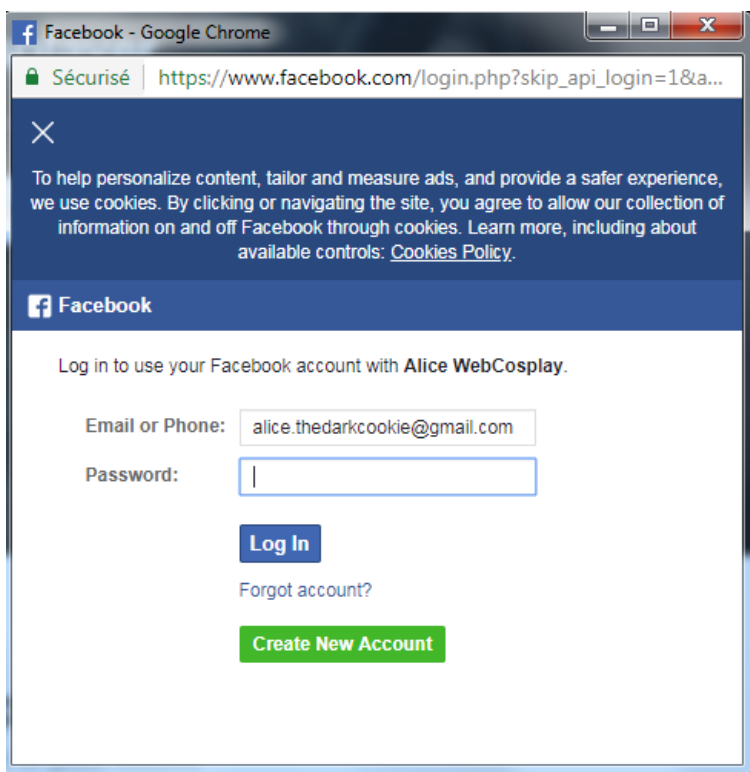 Facebook - Google Chrome
Sécurisé https://www.facebook.com/login.php?skip_api_login=1&a...
To help personalize content, tailor and measure ads, and provide a safer experience,
we use cookies. By clicking or navigating the site, you agree to allow our collection of
information on and off Facebook through cookies. Learn more, including about
available controls: Cookies Policy.
Facebook
Log in to use your Facebook account with Alice WebCosplay.
Email or Phone: alice.thedarkcookie@gmail.com
Password:
Log In
Forgot account?
Create New Account